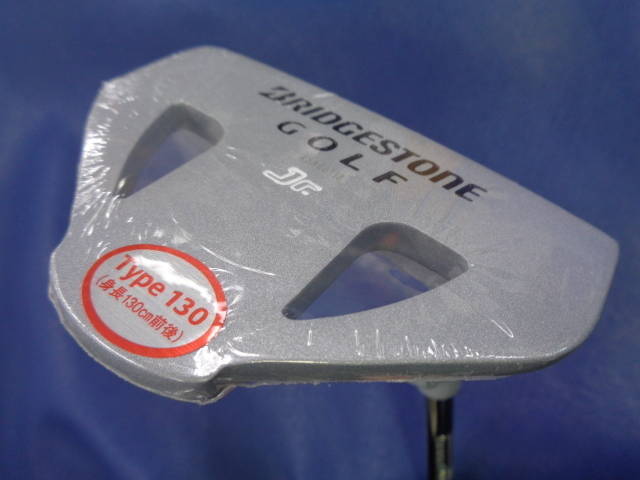 BRIDGESTONE
GOLF
Jr.
Type 130
(身長130cm前後)